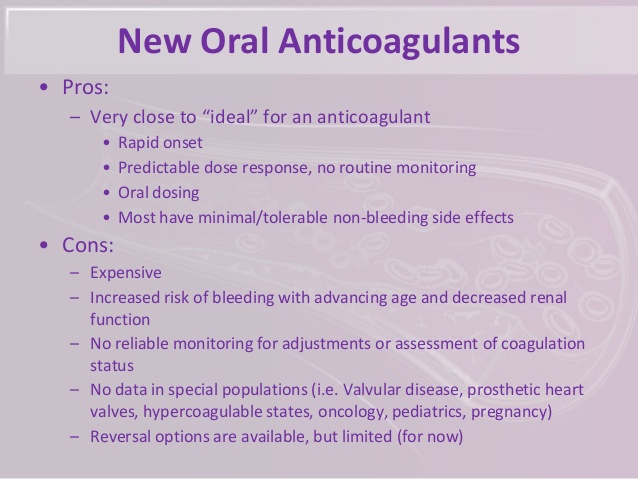 New Oral Anticoagulants
• Pros:
– Very close to “ideal” for an anticoagulant
• Rapid onset
• Predictable dose response, no routine monitoring
• Oral dosing
• Most have minimal/tolerable non-bleeding side effects
• Cons:
– Expensive
– Increased risk of bleeding with advancing age and decreased renal
function
– No reliable monitoring for adjustments or assessment of coagulation
status
– No data in special populations (i.e. Valvular disease, prosthetic heart
valves, hypercoagulable states, oncology, pediatrics, pregnancy)
– Reversal options are available, but limited (for now)